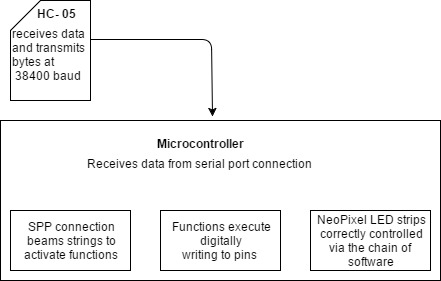 HC- 05
receives data
and transmits
bytes at
38400 baud
Microcontroller
Receives data from serial port connection
SPP connection
beams strings to
activate functions
Functions execute
digitally
writing to pins
NeoPixel LED strips
correctly controlled
via the chain of
software